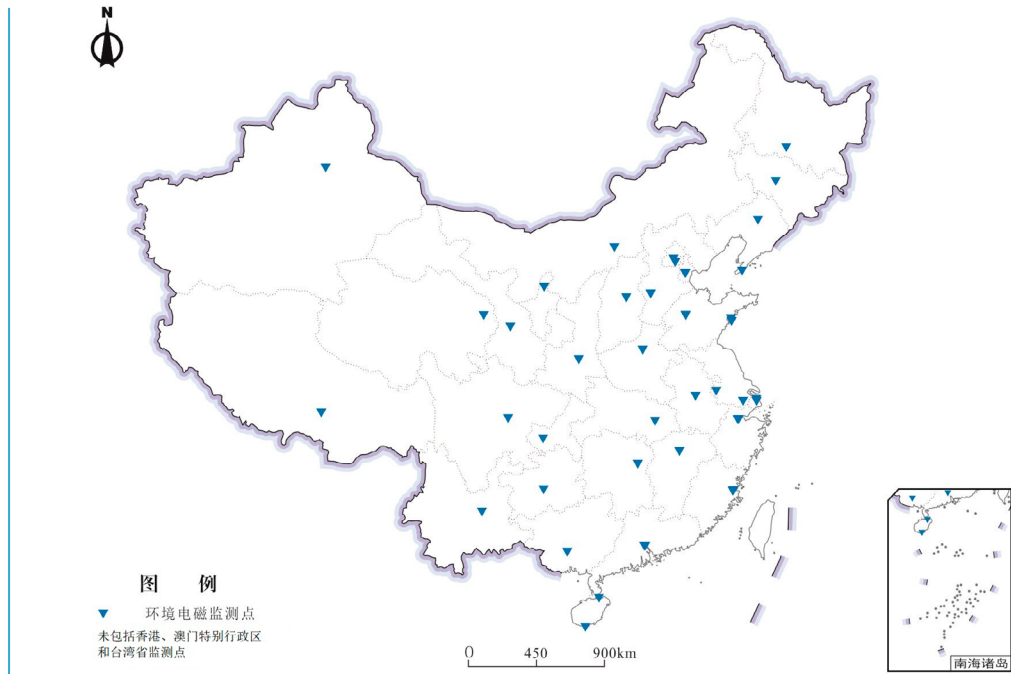 N
图 例
环境电磁监测点
未包括香港、澳门特别行政区
和台湾省监测点
0 450 900km
南海诸岛